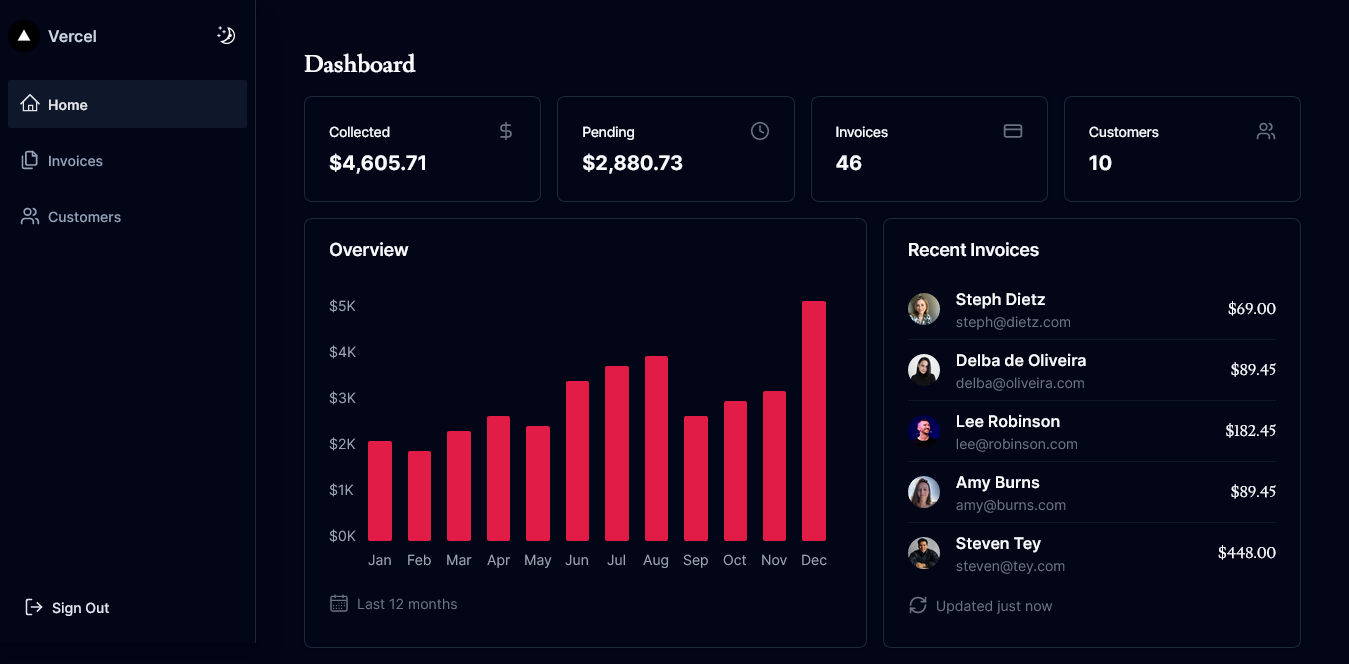 Vercel
Home
Invoices
Customers
Sign Out
Dashboard
Collected
$4,605.71
Pending
$2,880.73
Invoices
46
Customers
10
Overview
$5K
$4K
$3K
$2K
$1K
$0K
Jan Feb Mar Apr May Jun Jul Aug Sep Oct Nov Dec
Last 12 months
Recent Invoices
Steph Dietz
steph@dietz.com
$69.00
Delba de Oliveira
delba@oliveira.com
$89.45
Lee Robinson
lee@robinson.com
$182.45
Amy Burns
amy@burns.com
$89.45
Steven Tey
steven@tey.com
$448.00
Updated just now